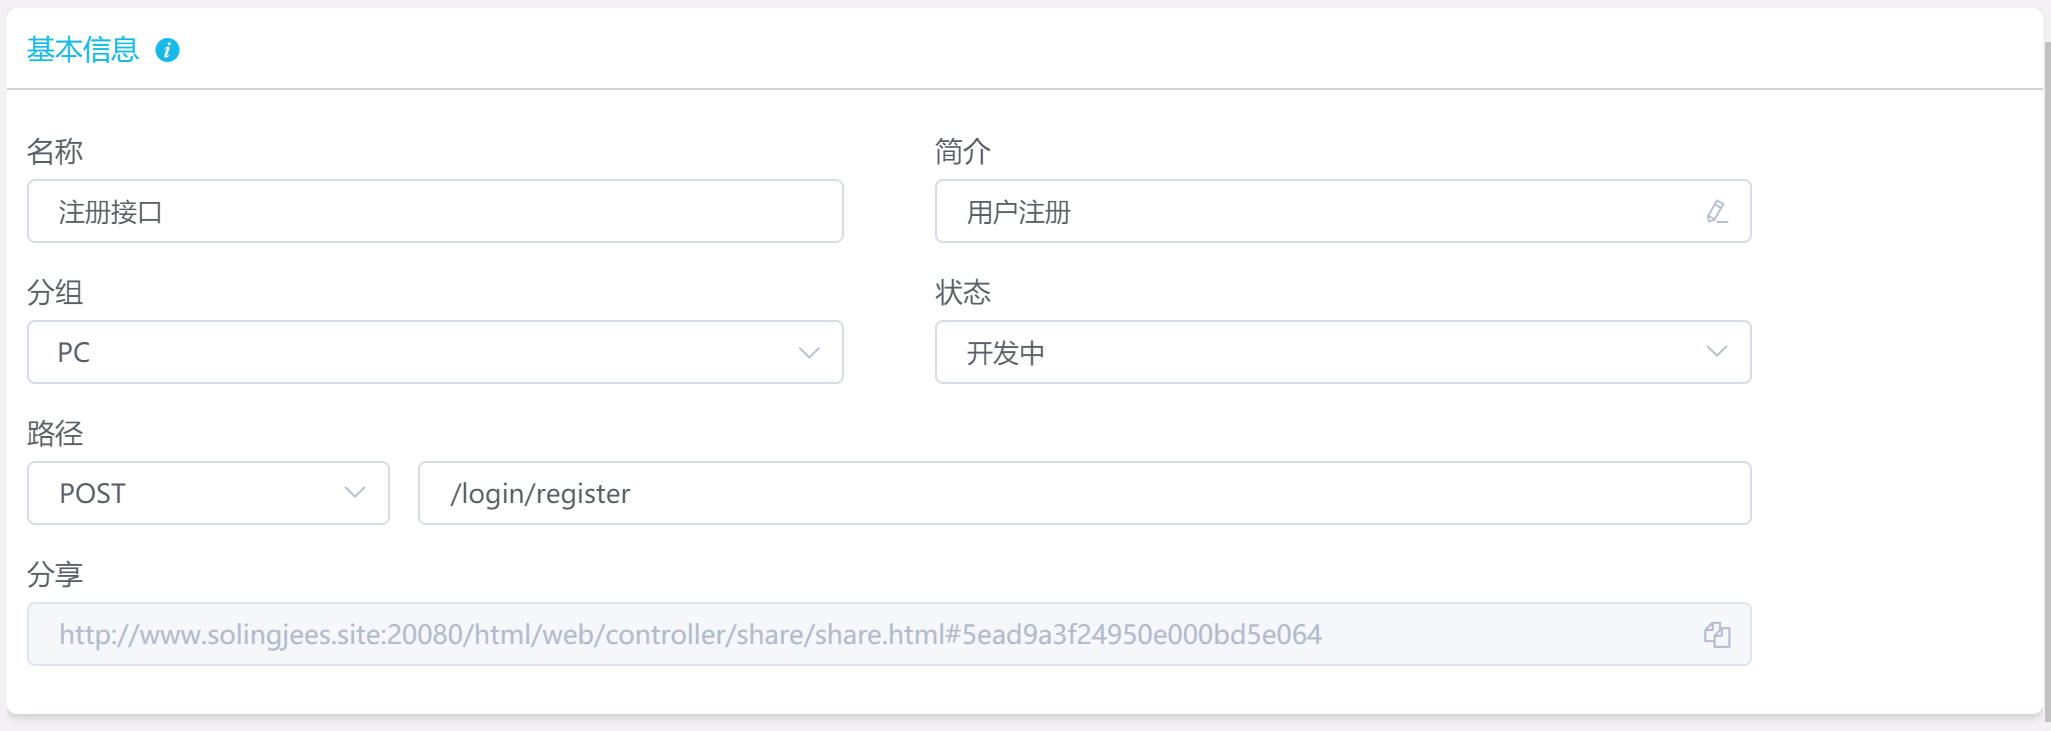 基本信息
名称
简介
注册接口
用户注册
分组
状态
PC
开发中
路径
POST
/login/register
分享
http://www.solingjees.site:20080/html/web/controller/share/share.html#5ead9a3f24950e000bd5e064